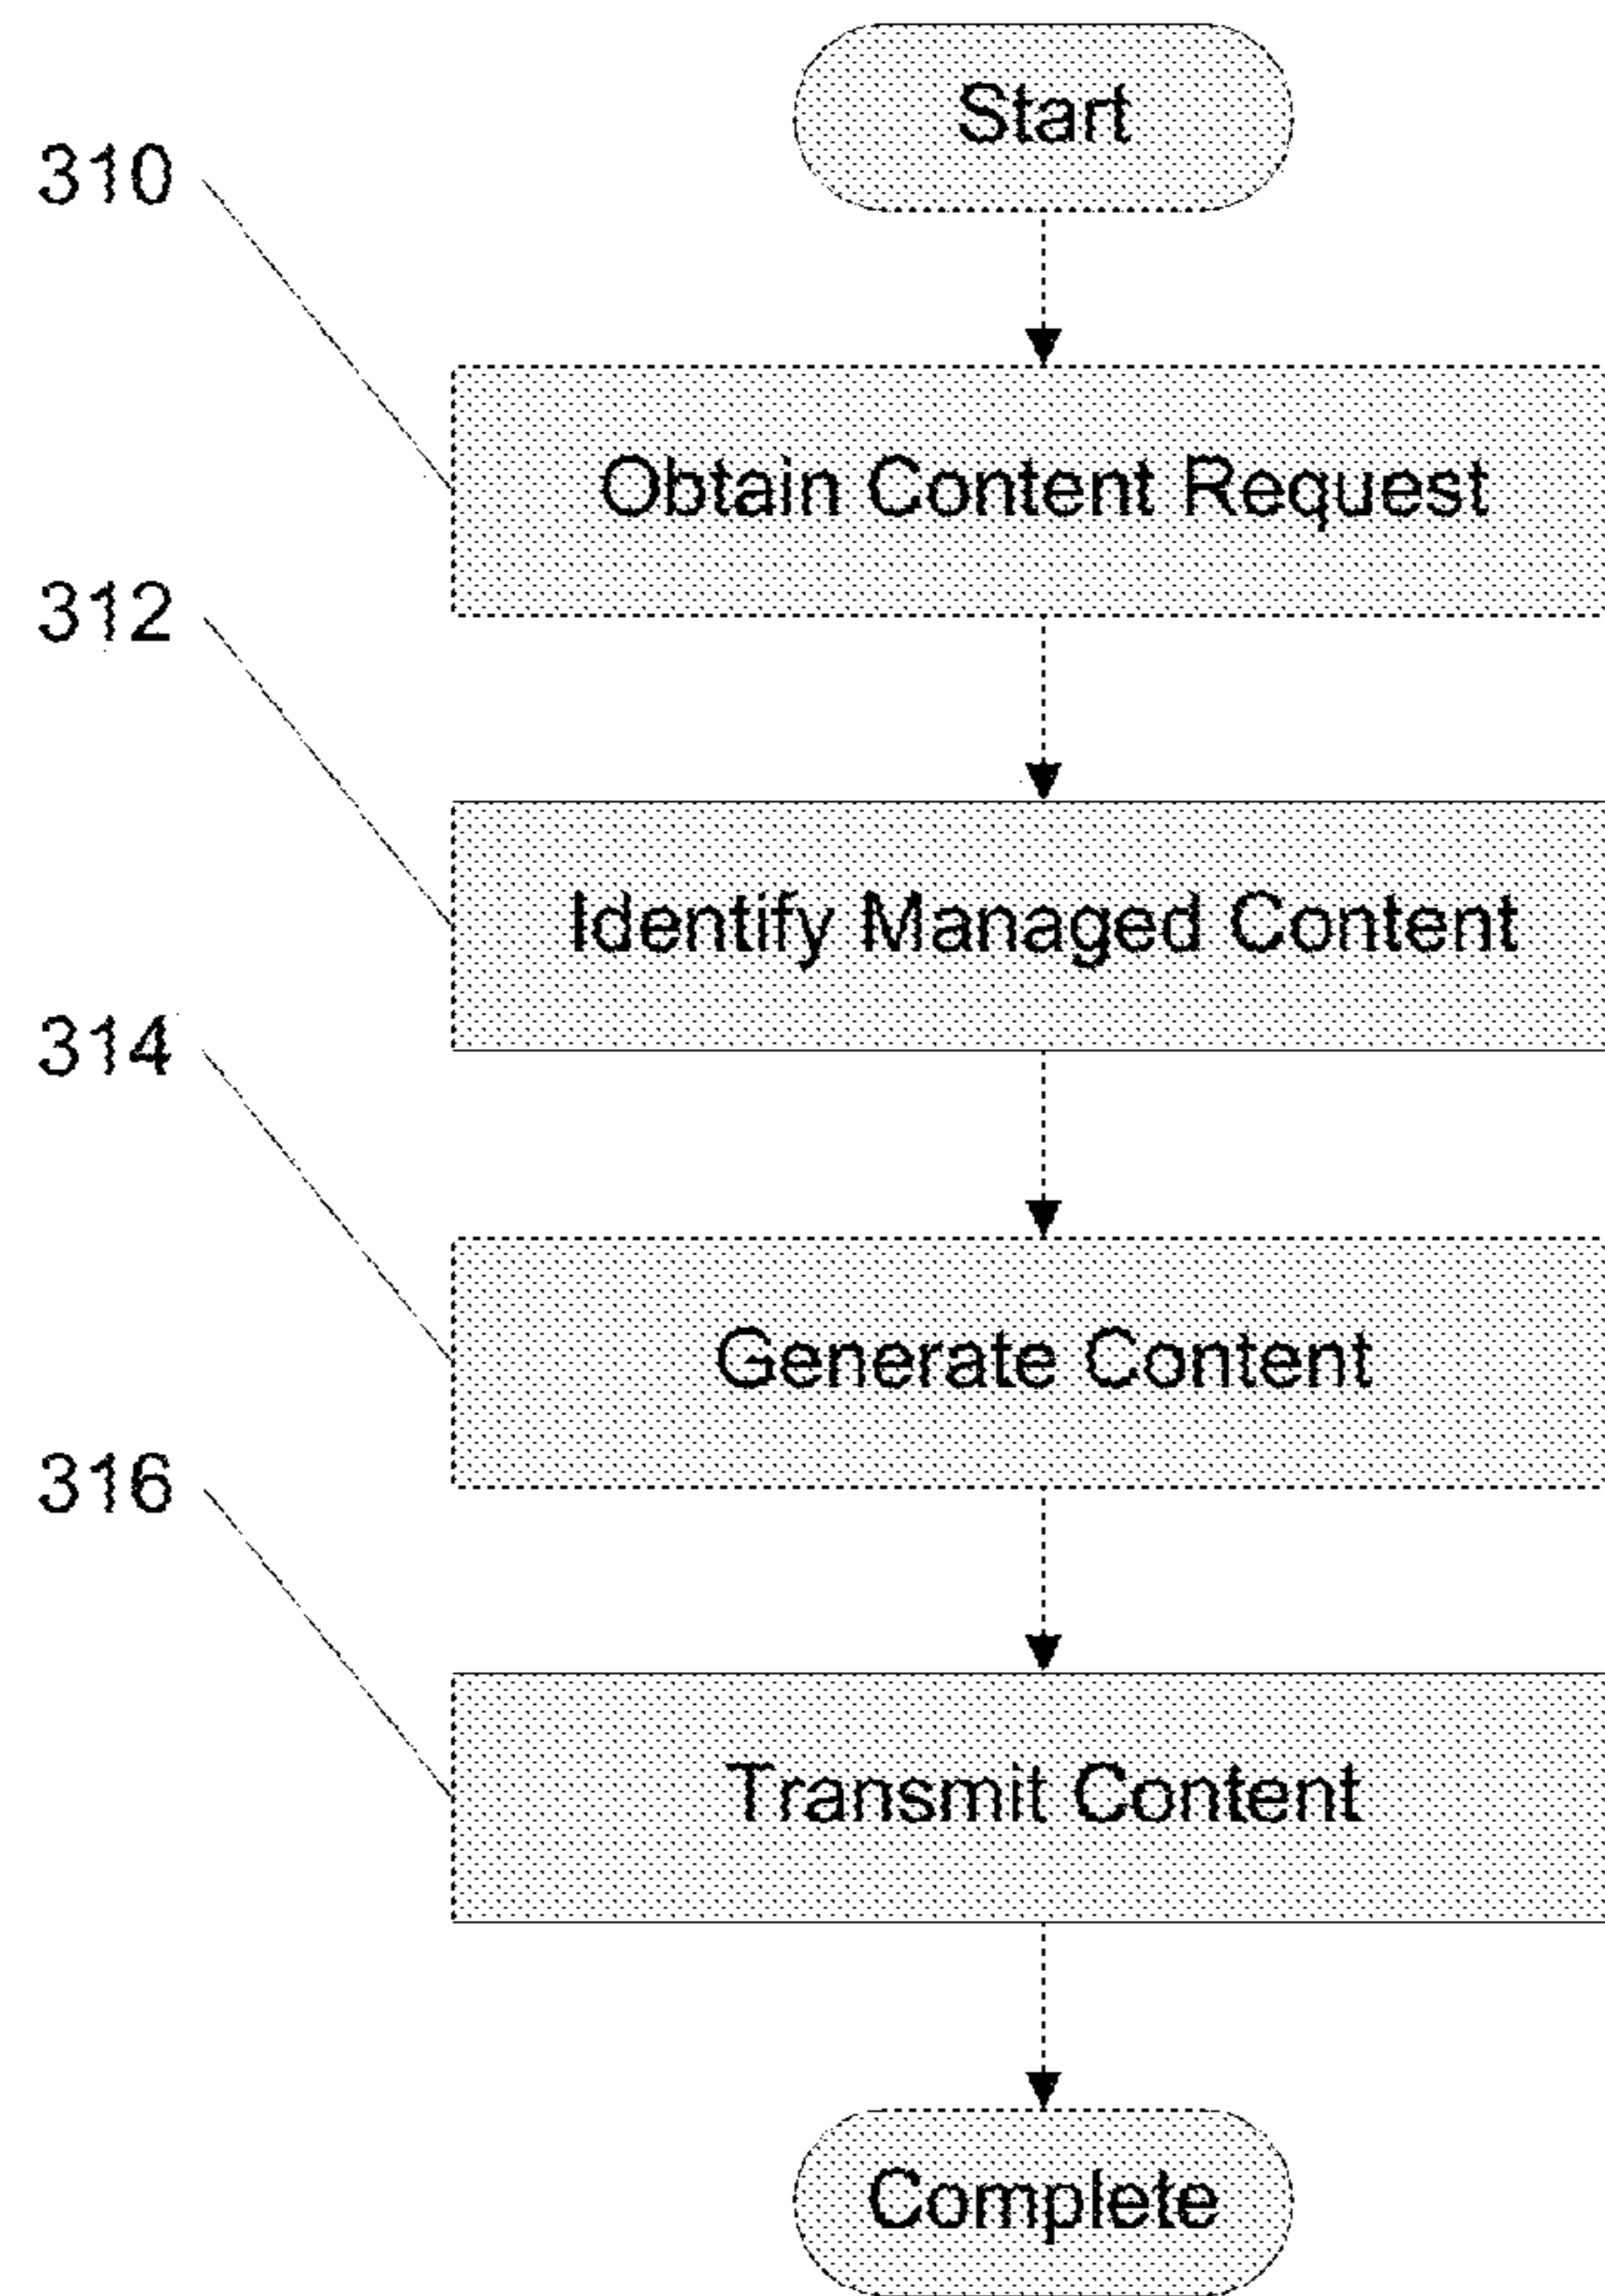 Start
310
Obtain Content Request
312
Identify Managed Content
314
Generate Content
316
Transmit Content
Complete